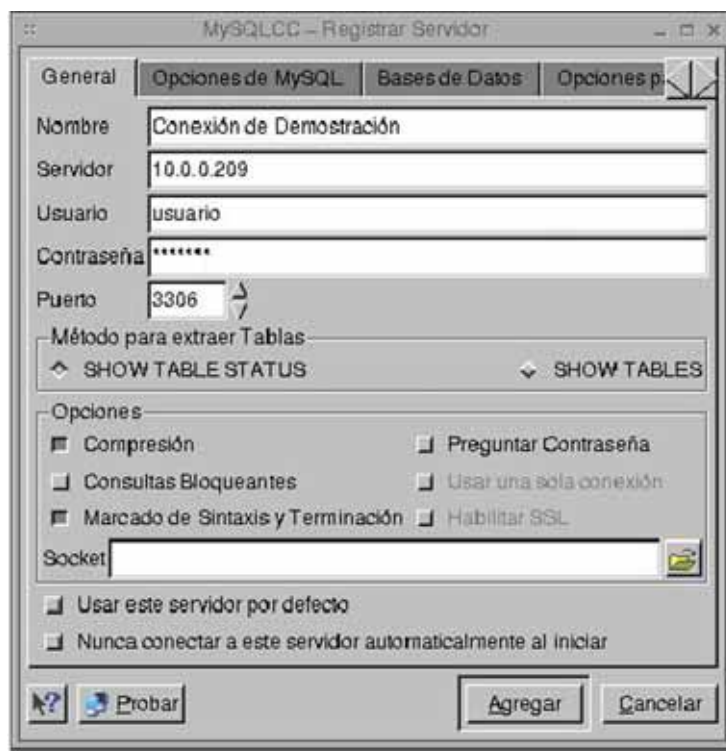 MySQLCC – Registrar Servidor
General Opciones de MySQL Bases de Datos Opciones p
Nombre Conexión de Demostración
Servidor 10.0.0.209
Usuario usuario
Contraseña *******
Puerto 3306
Método para extraer Tablas
SHOW TABLE STATUS SHOW TABLES
Opciones
Compresión Preguntar Contraseña
Consultas Bloqueantes Usar una sola conexión
Marcado de Sintaxis y Terminación Habilitar SSL
Socket
Usar este servidor por defecto
Nunca conectar a este servidor automaticamente al iniciar
Probar Agregar Cancelar